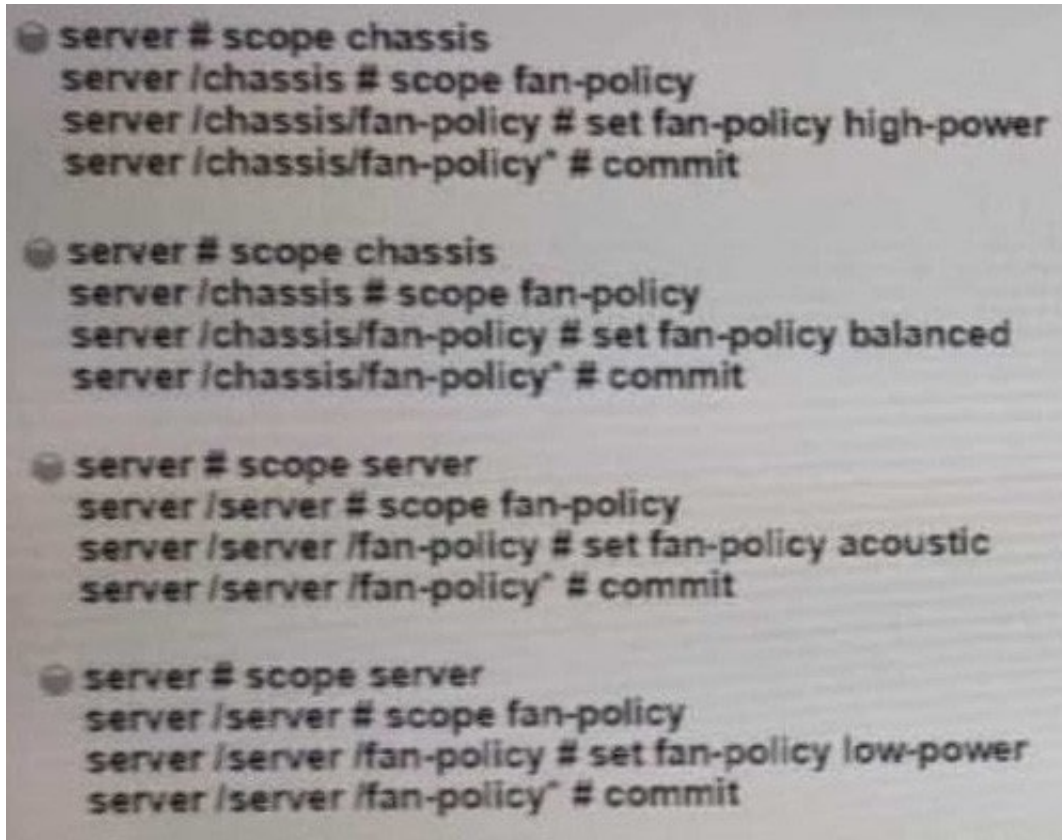 server # scope chassis
server /chassis # scope fan-policy
server /chassis/fan-policy # set fan-policy high-power
server /chassis/fan-policy* # commit
server # scope chassis
server /chassis # scope fan-policy
server /chassis/fan-policy # set fan-policy balanced
server /chassis/fan-policy* # commit
server # scope server
server /server # scope fan-policy
server /server /fan-policy # set fan-policy acoustic
server /server /fan-policy* # commit
server # scope server
server /server # scope fan-policy
server /server /fan-policy # set fan-policy low-power
server /server /fan-policy* # commit